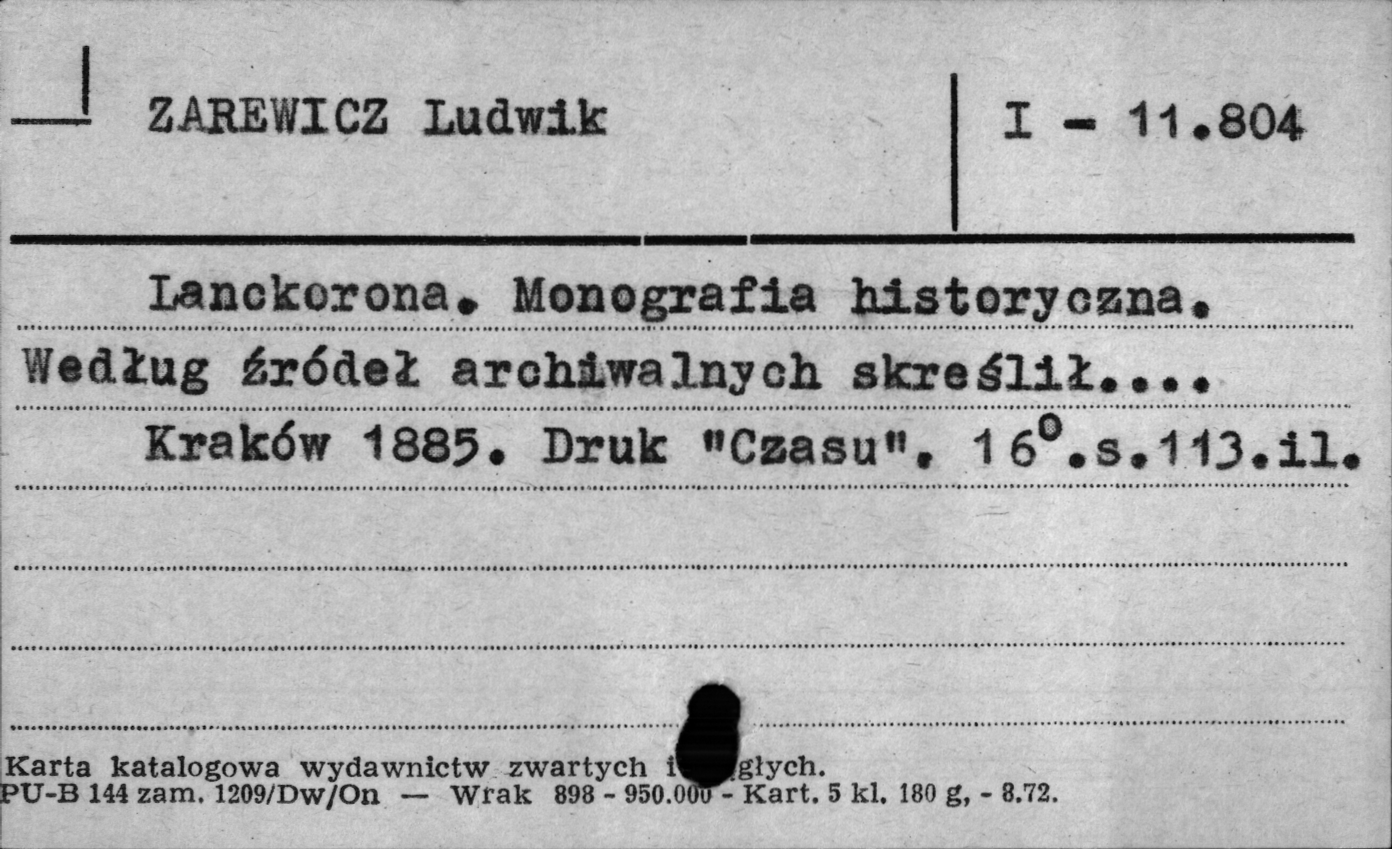 ZAREWICZ Ludwik
I - 11.804
Lanckorona. Monografia historyczna.
Według źródeł archiwalnych skreślił....
Kraków 1885. Druk "Czasu". 16⁰.s.113.il.
Karta katalogowa wydawnictw zwartych i
PU-B 144 zam. 1209/Dw/On — Wrak 898 - 950.000 - Kart. 5 kl. 180 g, - 8.72.